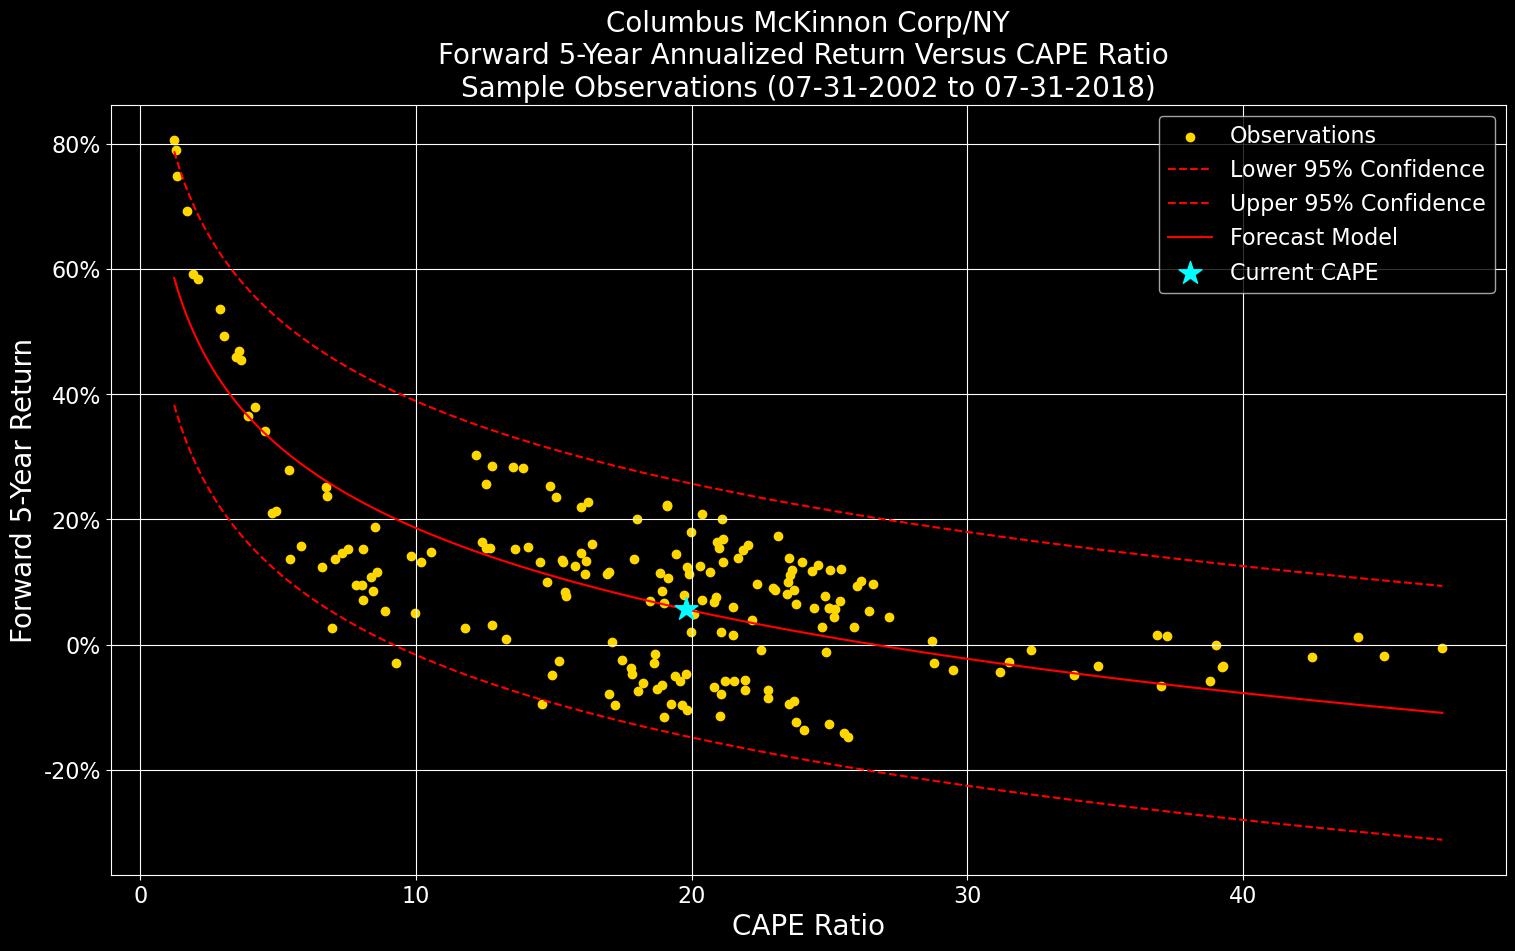 Columbus McKinnon Corp/NY
Forward 5-Year Annualized Return Versus CAPE Ratio
Sample Observations (07-31-2002 to 07-31-2018)
Observations
Lower 95% Confidence
Upper 95% Confidence
Forecast Model
Current CAPE
Forward 5-Year Return
80%
60%
40%
20%
0%
-20%
0 10 20 30 40
CAPE Ratio